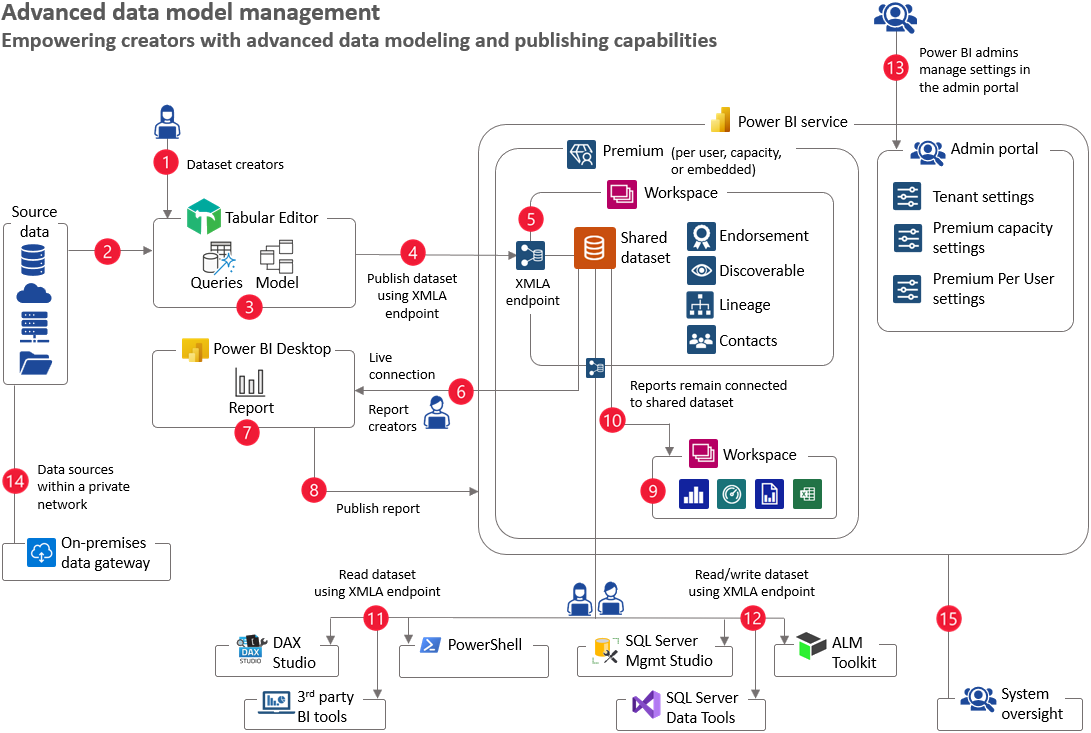 Advanced data model management
Empowering creators with advanced data modeling and publishing capabilities
13
Power BI admins
manage settings in
the admin portal
Power BI service
1
Dataset creators
Premium (per user, capacity,
or embedded)
Admin portal
Tenant settings
Premium capacity
settings
Premium Per User
settings
Source
data
2
Tabular Editor
Queries
Model
3
4
Publish dataset
using XMLA
endpoint
Workspace
5
XMLA
endpoint
Shared
dataset
Endorsement
Discoverable
Lineage
Contacts
Power BI Desktop
Report
7
Live
connection
6
Report
creators
Reports remain connected
to shared dataset
10
Workspace
9
8
Publish report
14
Data sources
within a private
network
On-premises
data gateway
Read dataset
using XMLA endpoint
11
Read/write dataset
using XMLA endpoint
12
15
DAX
STUDIO
DAX
Studio
PowerShell
3rd party
BI tools
SQL Server
Mgmt Studio
ALM
Toolkit
SQL Server
Data Tools
System
oversight